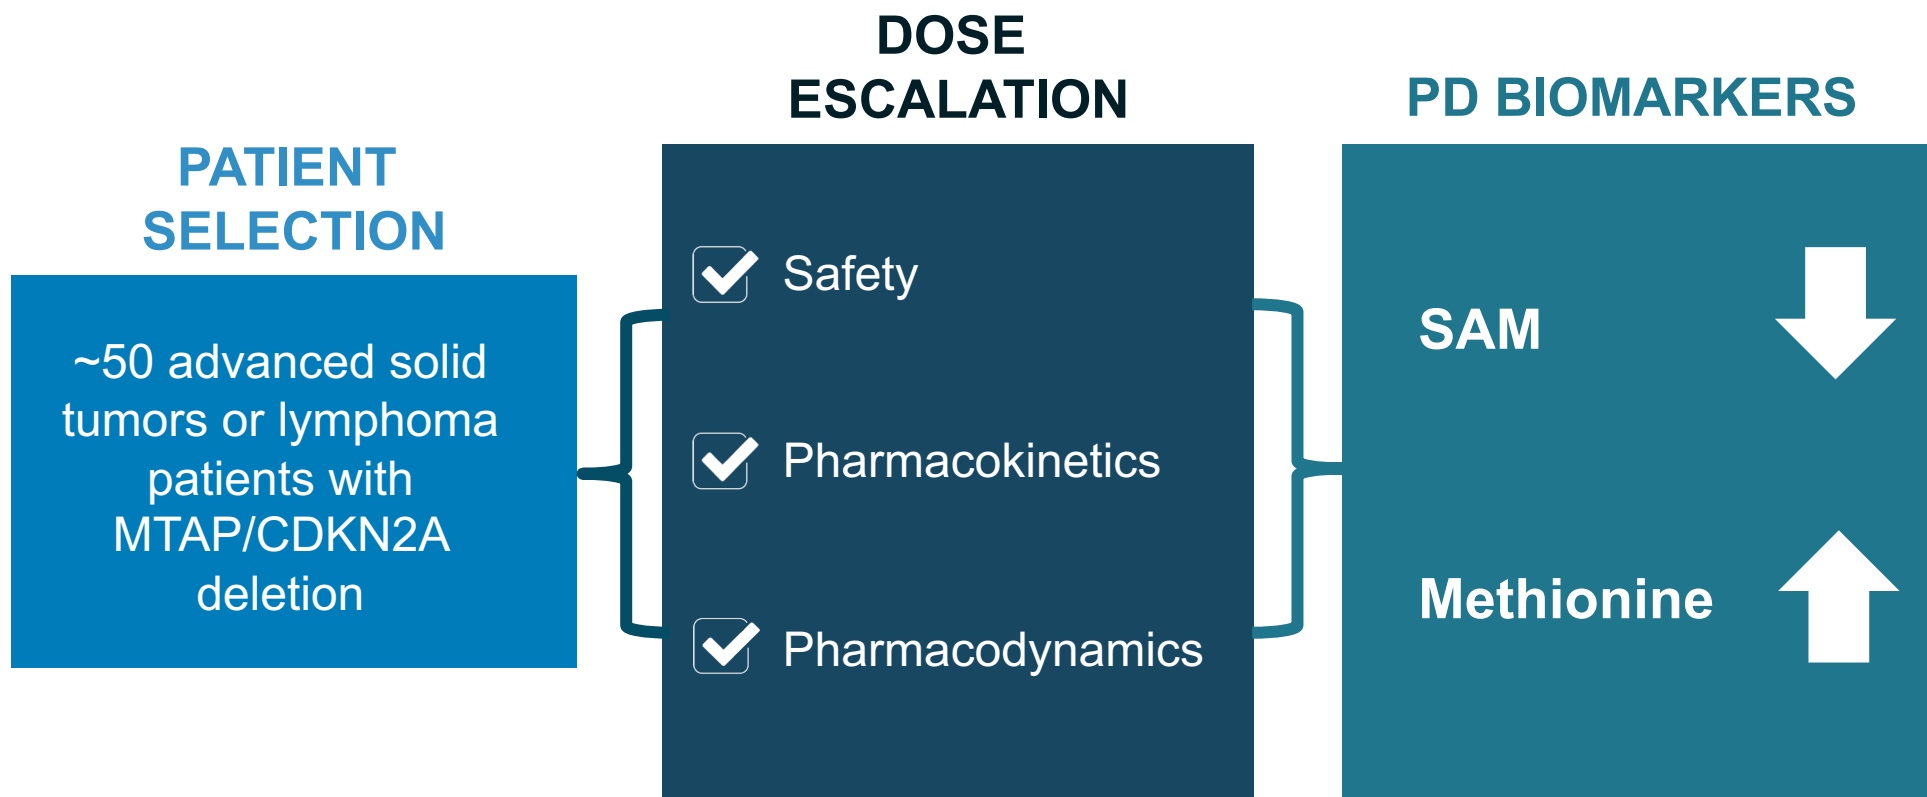 PATIENT
SELECTION
~50 advanced solid
tumors or lymphoma
patients with
MTAP/CDKN2A
deletion
DOSE
ESCALATION
Safety
Pharmacokinetics
Pharmacodynamics
PD BIOMARKERS
SAM
Methionine